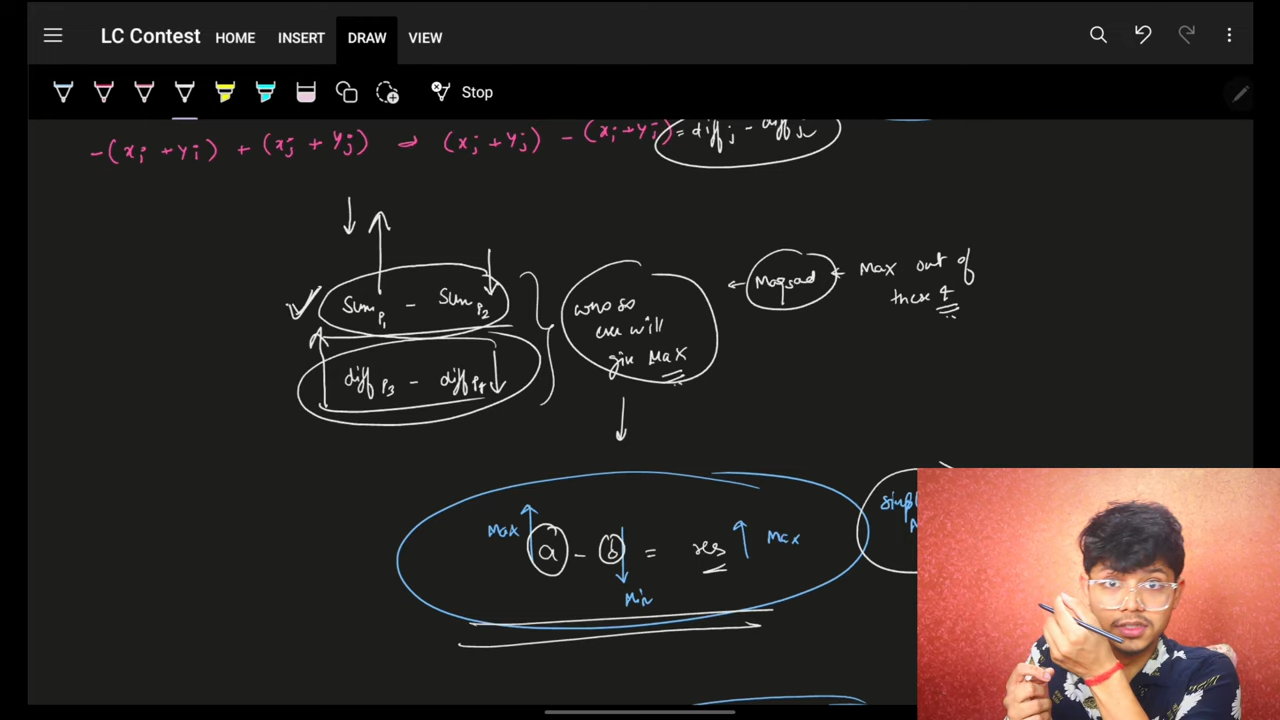 LC Contest HOME INSERT DRAW VIEW
Stop
-(xi + yi) + (xj + yj) → (xj + yj) - (xi + yi) = diffj - diffi
Sum P1 - Sum P2
diff P3 - diff P4
who so
ever will
give Max
← Maqsad ← Max out of
these 4
Max a - b = res Max
Min